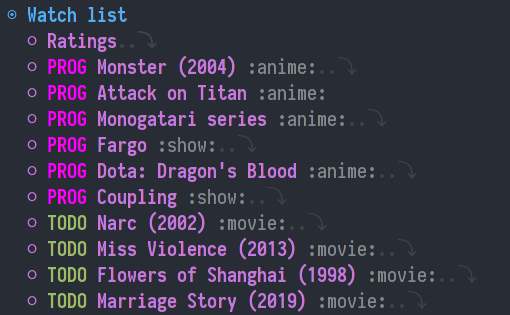 Watch list
Ratings..⤵
PROG Monster (2004) :anime:..⤵
PROG Attack on Titan :anime:
PROG Monogatari series :anime:..⤵
PROG Fargo :show:..⤵
PROG Dota: Dragon's Blood :anime:..⤵
PROG Coupling :show:..⤵
TODO Narc (2002) :movie:..⤵
TODO Miss Violence (2013) :movie:..⤵
TODO Flowers of Shanghai (1998) :movie:..⤵
TODO Marriage Story (2019) :movie:..⤵